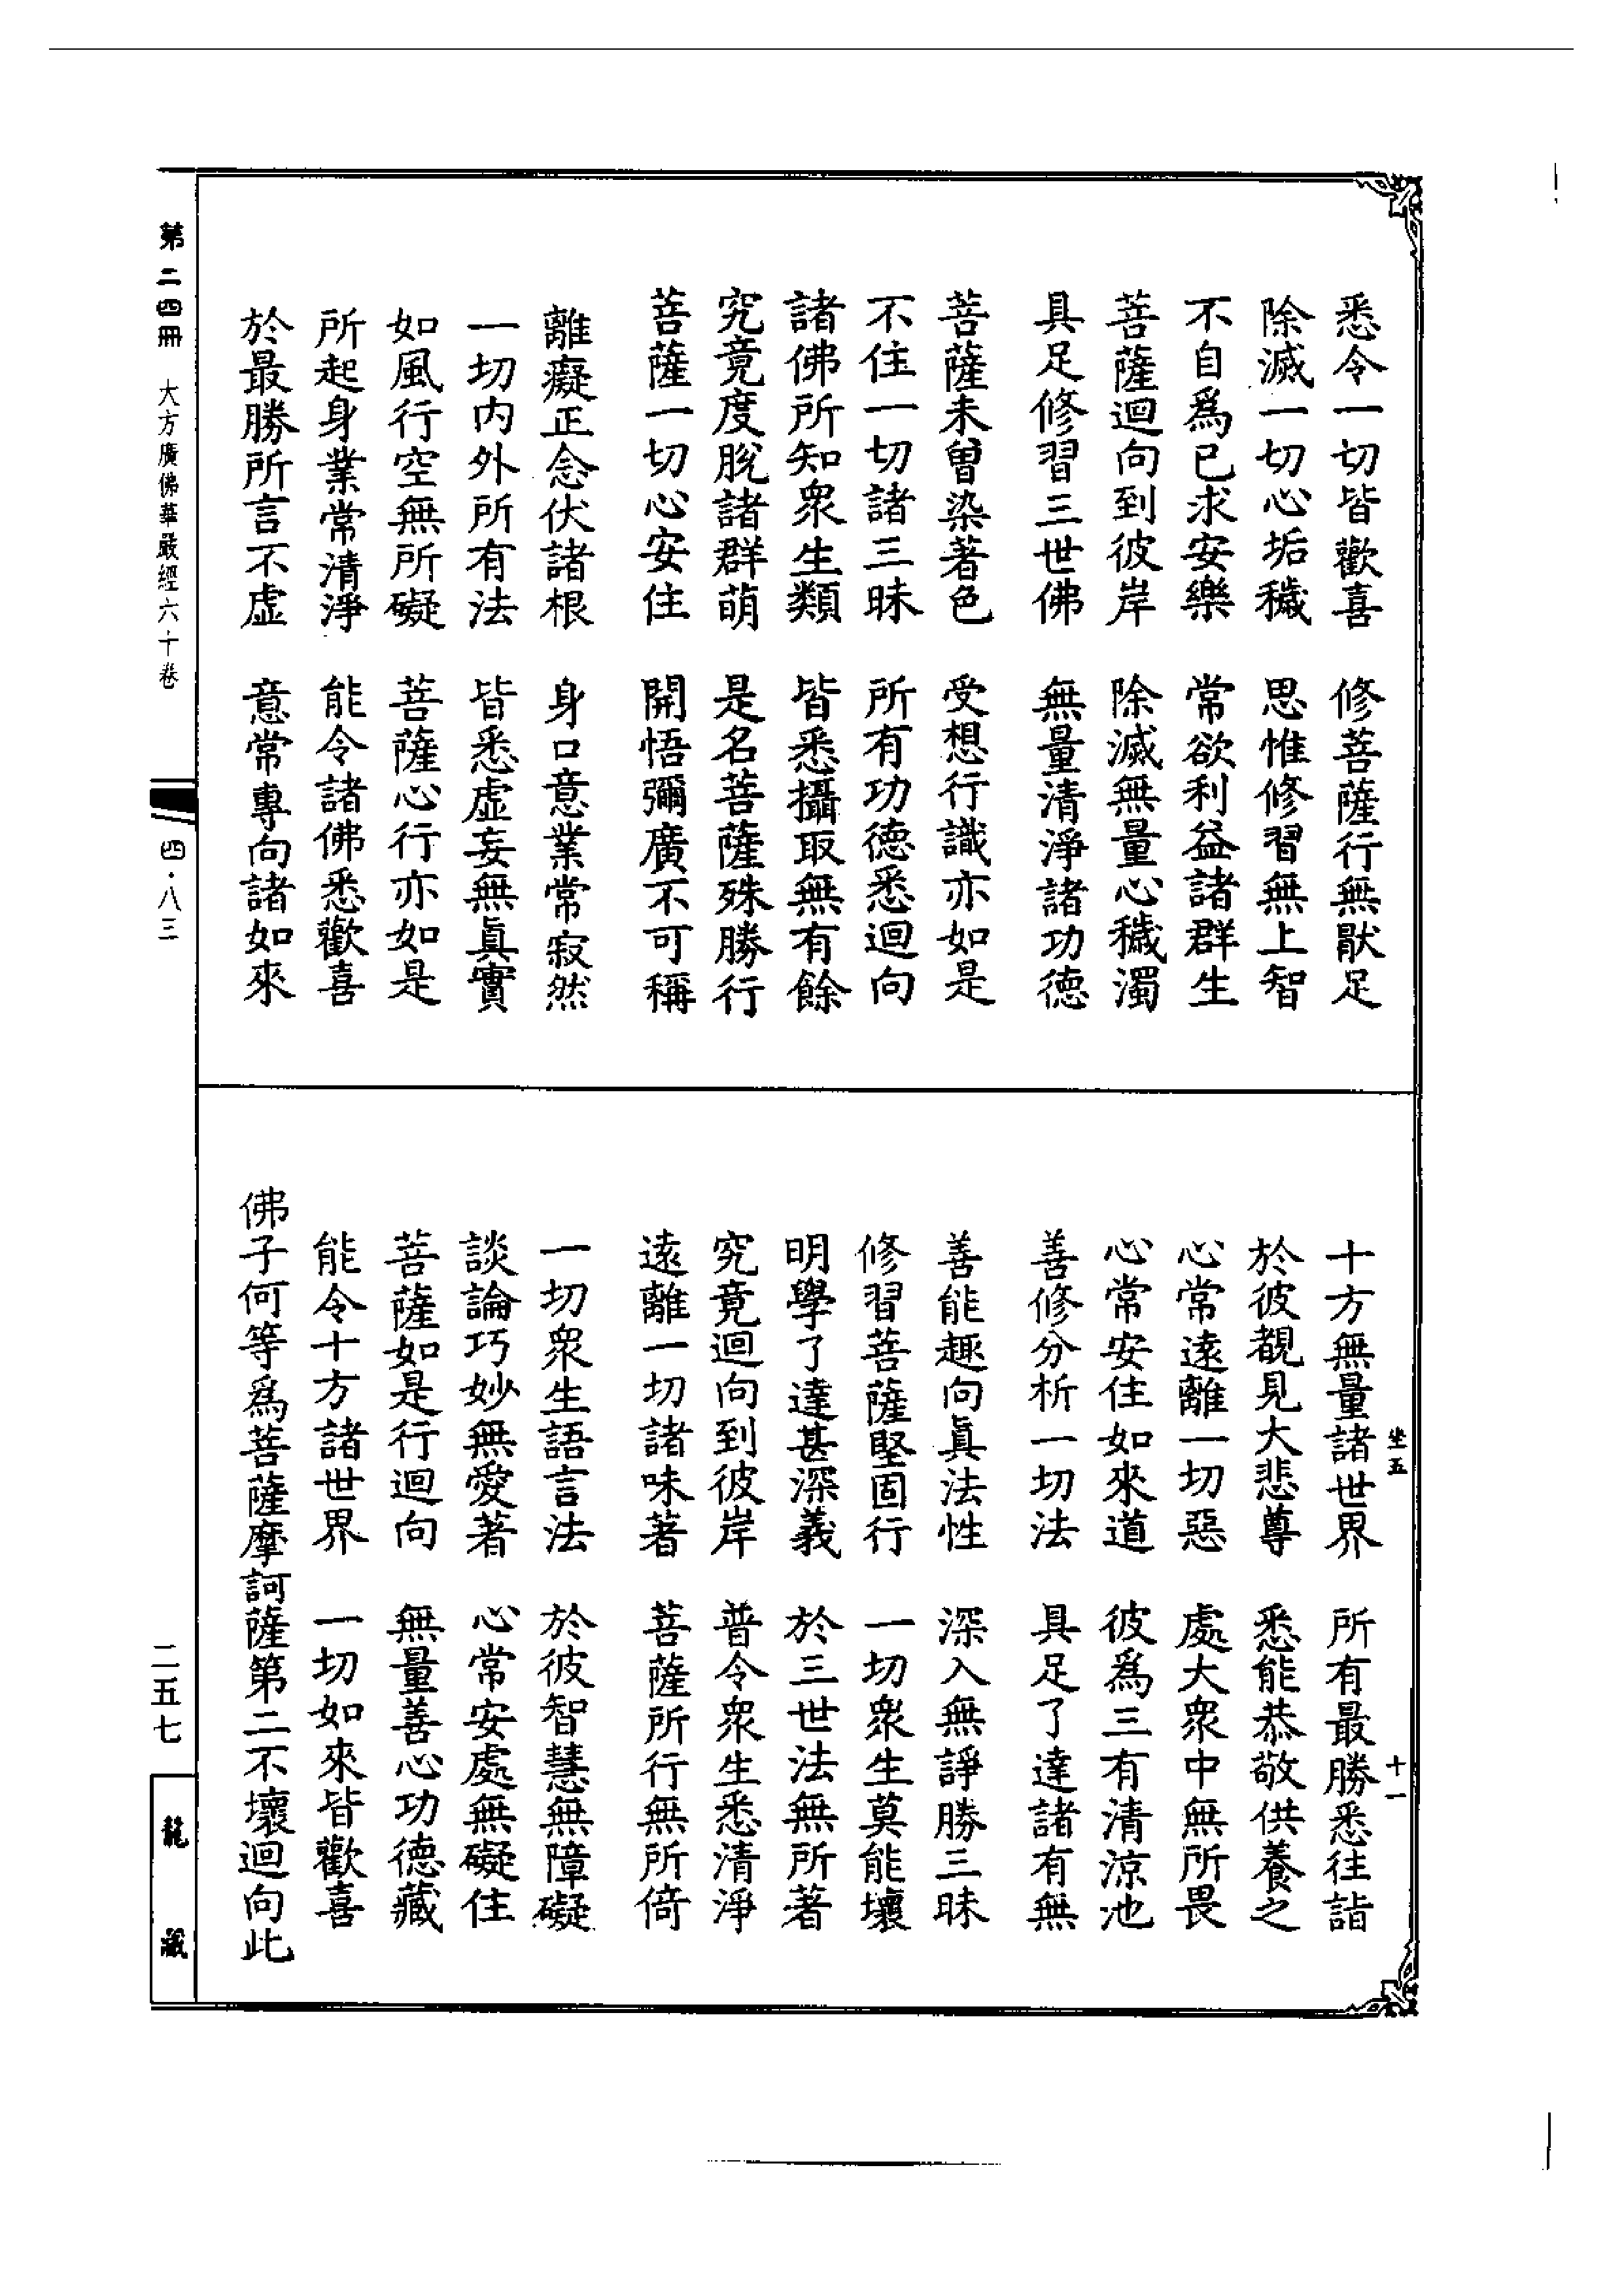 悉令一切皆歡喜　修菩薩行無猒足
除滅一切心垢穢　思惟修習無上智
不自為已求安樂　常欲利益諸群生
菩薩迴向到彼岸　除滅無量心穢濁
具足修習三世佛　無量清淨諸功德
菩薩未曾染著色　受想行識亦如是
不住一切諸三昧　所有功德悉迴向
諸佛所知衆生類　皆悉攝取無有餘
究竟度脫諸群萌　是名菩薩殊勝行
菩薩一切心安住　開悟彌廣不可稱
離癡正念伏諸根　身口意業常寂然
一切內外所有法　皆悉虛妄無眞實
如風行空無所礙　菩薩心行亦如是
所起身業常清淨　能令諸佛悉歡喜
於最勝所言不虛　意常專向諸如來
十方無量諸世界　所有最勝悉往詣
於彼覩見大悲尊　悉能恭敬供養之
心常遠離一切惡　處大衆中無所畏
心常安住如來道　彼為三有清涼池
善修分析一切法　具足了達諸有無
善能趣向眞法性　深入無諍勝三昧
修習菩薩堅固行　一切衆生莫能壞
明學了達甚深義　於三世法無所著
究竟迴向到彼岸　普令衆生悉清淨
遠離一切諸味著　菩薩所行無所倚
一切衆生語言法　於彼智慧無障礙
談論巧妙無愛著　心常安處無礙住
菩薩如是行迴向　無量善心功德藏
能令十方諸世界　一切如來皆歡喜
佛子何等為菩薩摩訶薩第二不壞迴向此
坐五　十一
第二四冊　大方廣佛華嚴經六十卷　四・八三　二五七　龍藏